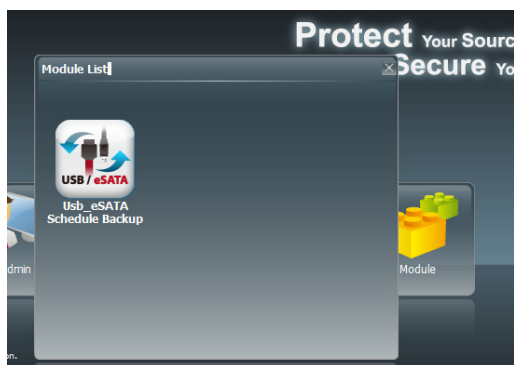 Protect Your Sourc
Secure Yo
Module List
USB / eSATA
Usb_eSATA
Schedule Backup
dmin
Module
on.